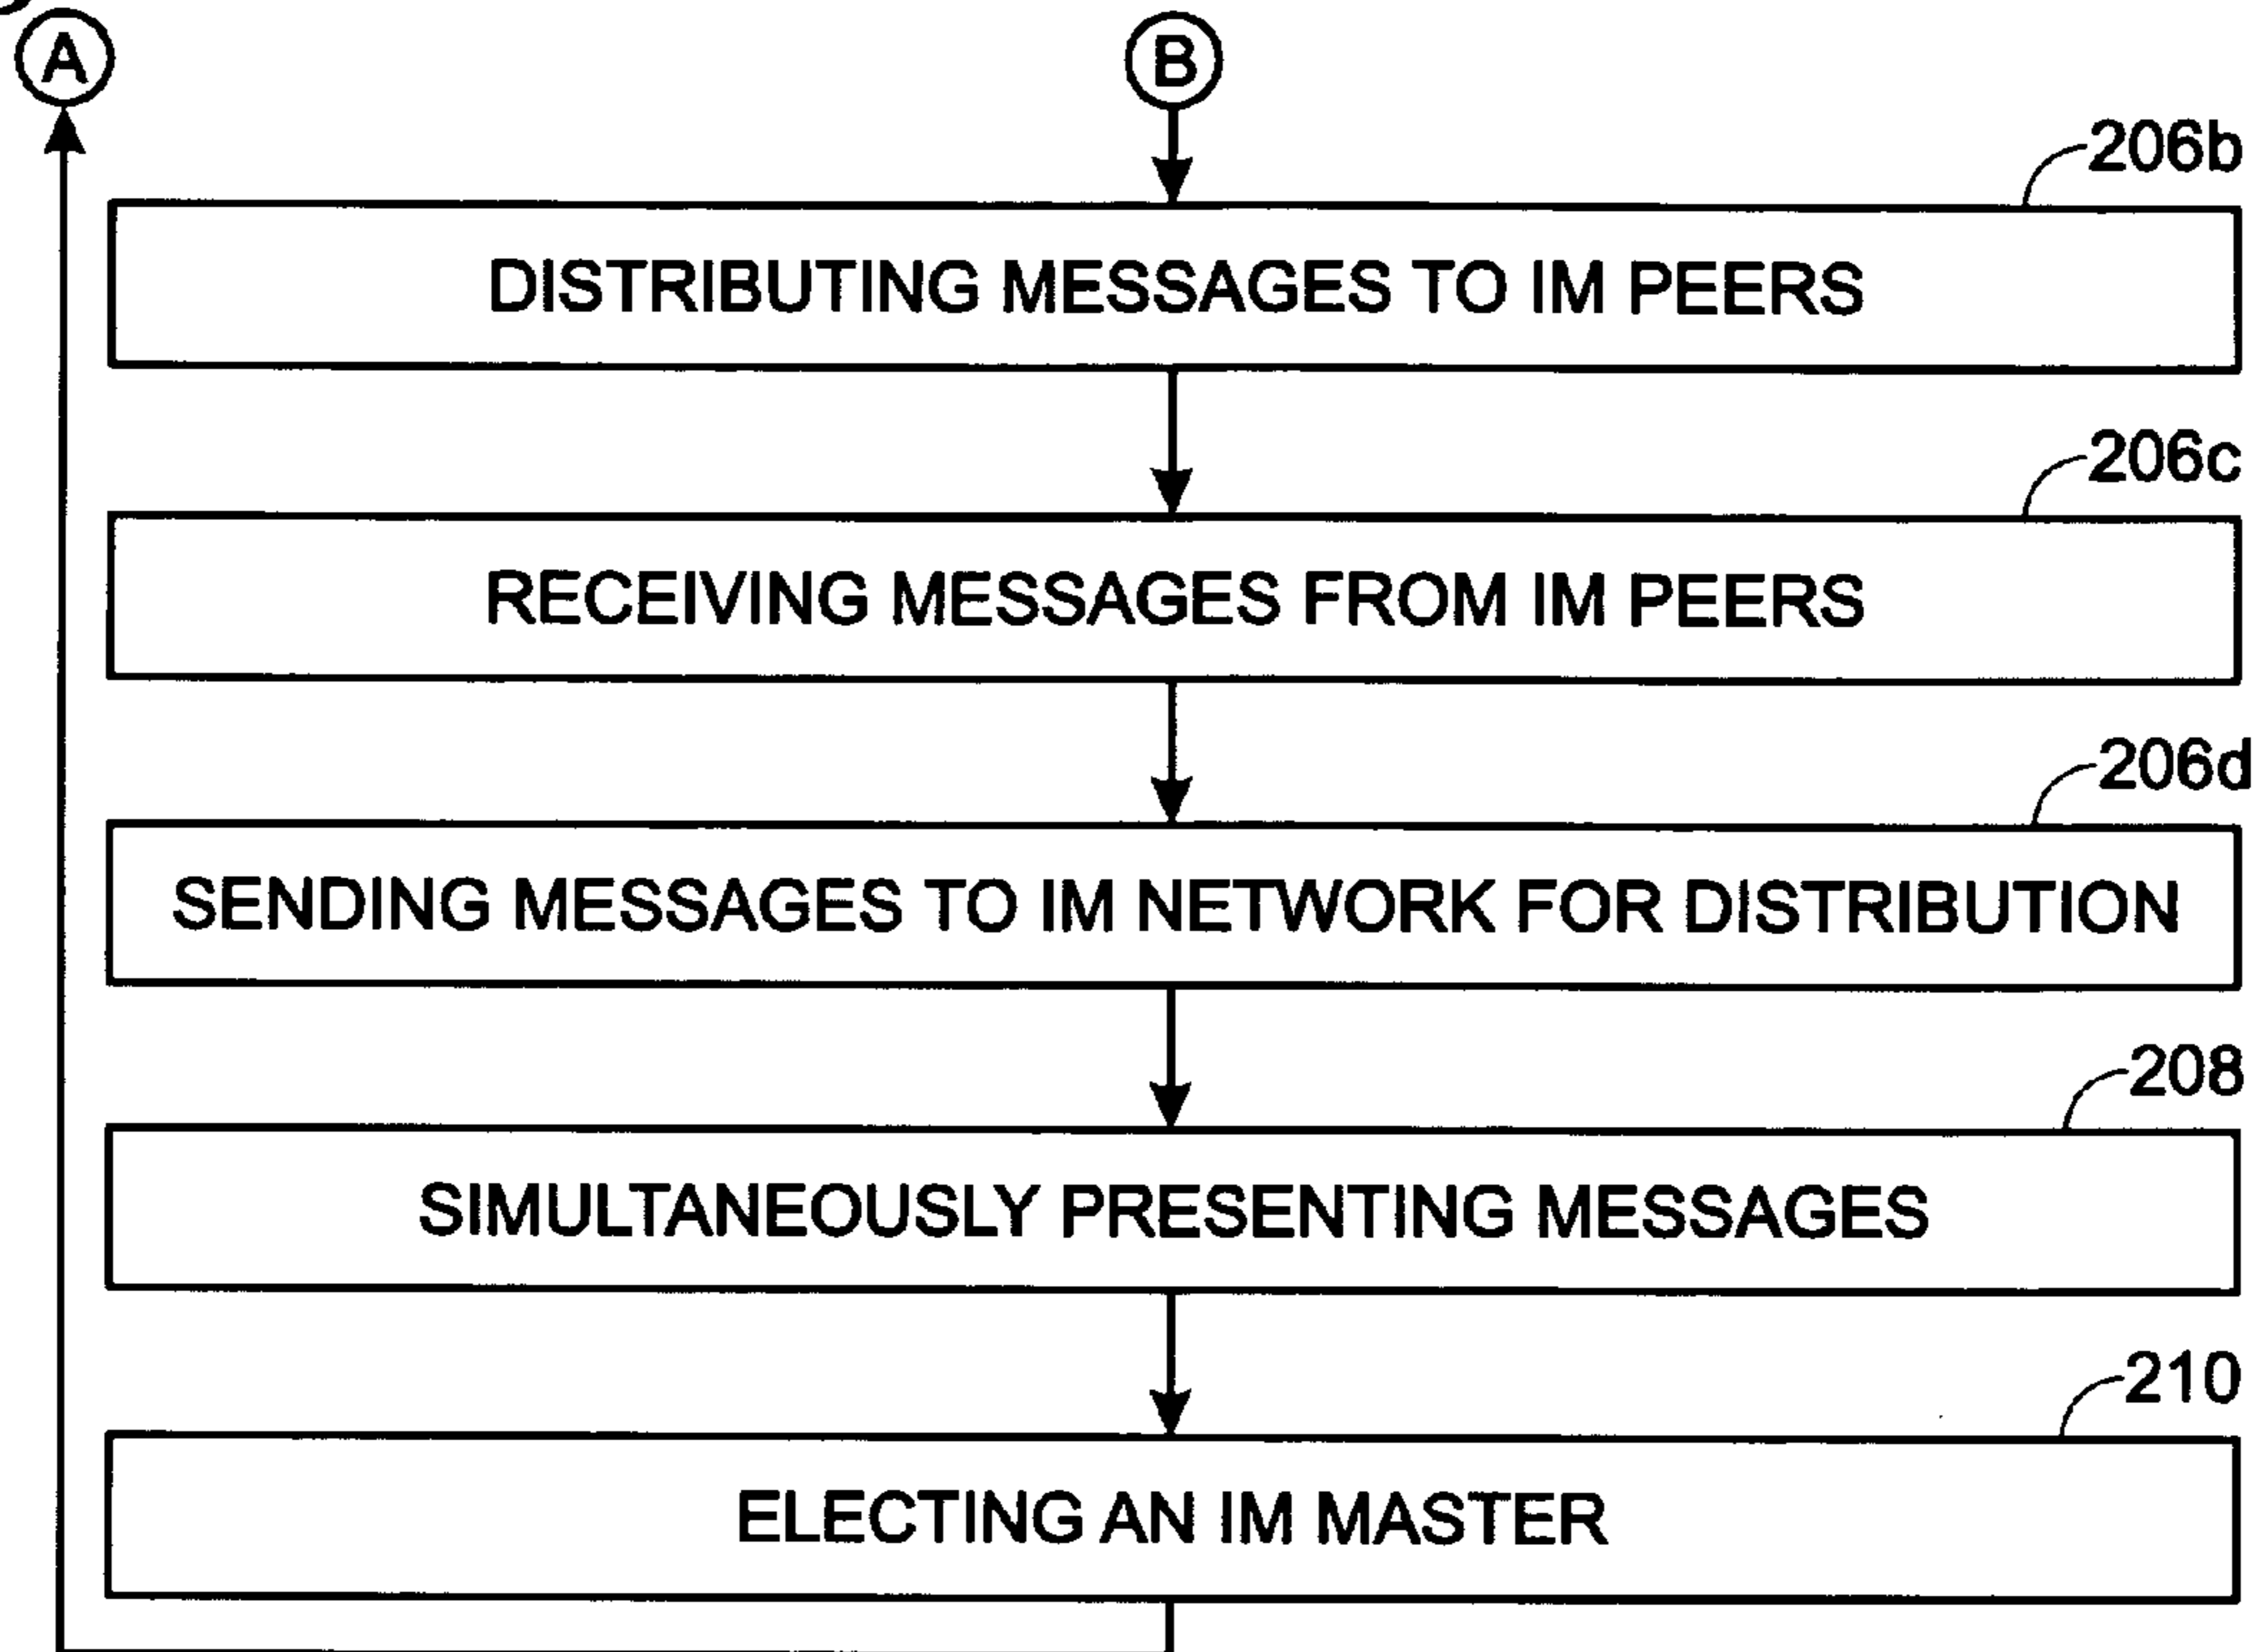 A
B
206b
DISTRIBUTING MESSAGES TO IM PEERS
206c
RECEIVING MESSAGES FROM IM PEERS
206d
SENDING MESSAGES TO IM NETWORK FOR DISTRIBUTION
208
SIMULTANEOUSLY PRESENTING MESSAGES
210
ELECTING AN IM MASTER